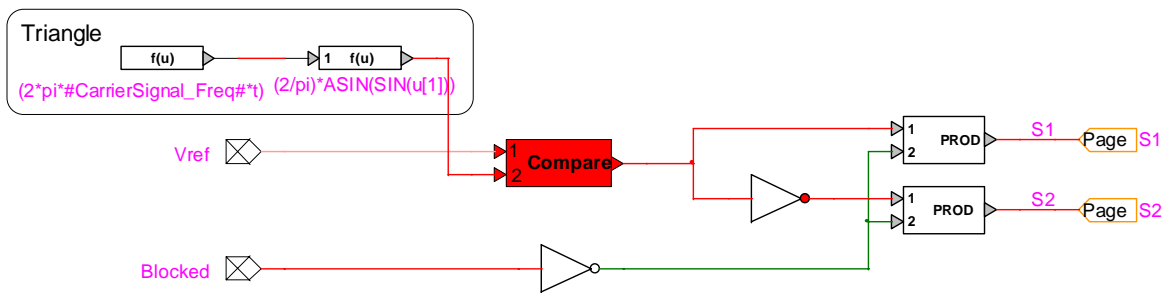 Triangle
f(u)
1 f(u)
(2*pi*#CarrierSignal_Freq#*t)
(2/pi)*ASIN(SIN(u[1]))
Vref
1
Compare
2
1
PROD
2
S1
Page
S1
1
PROD
2
S2
Page
S2
Blocked